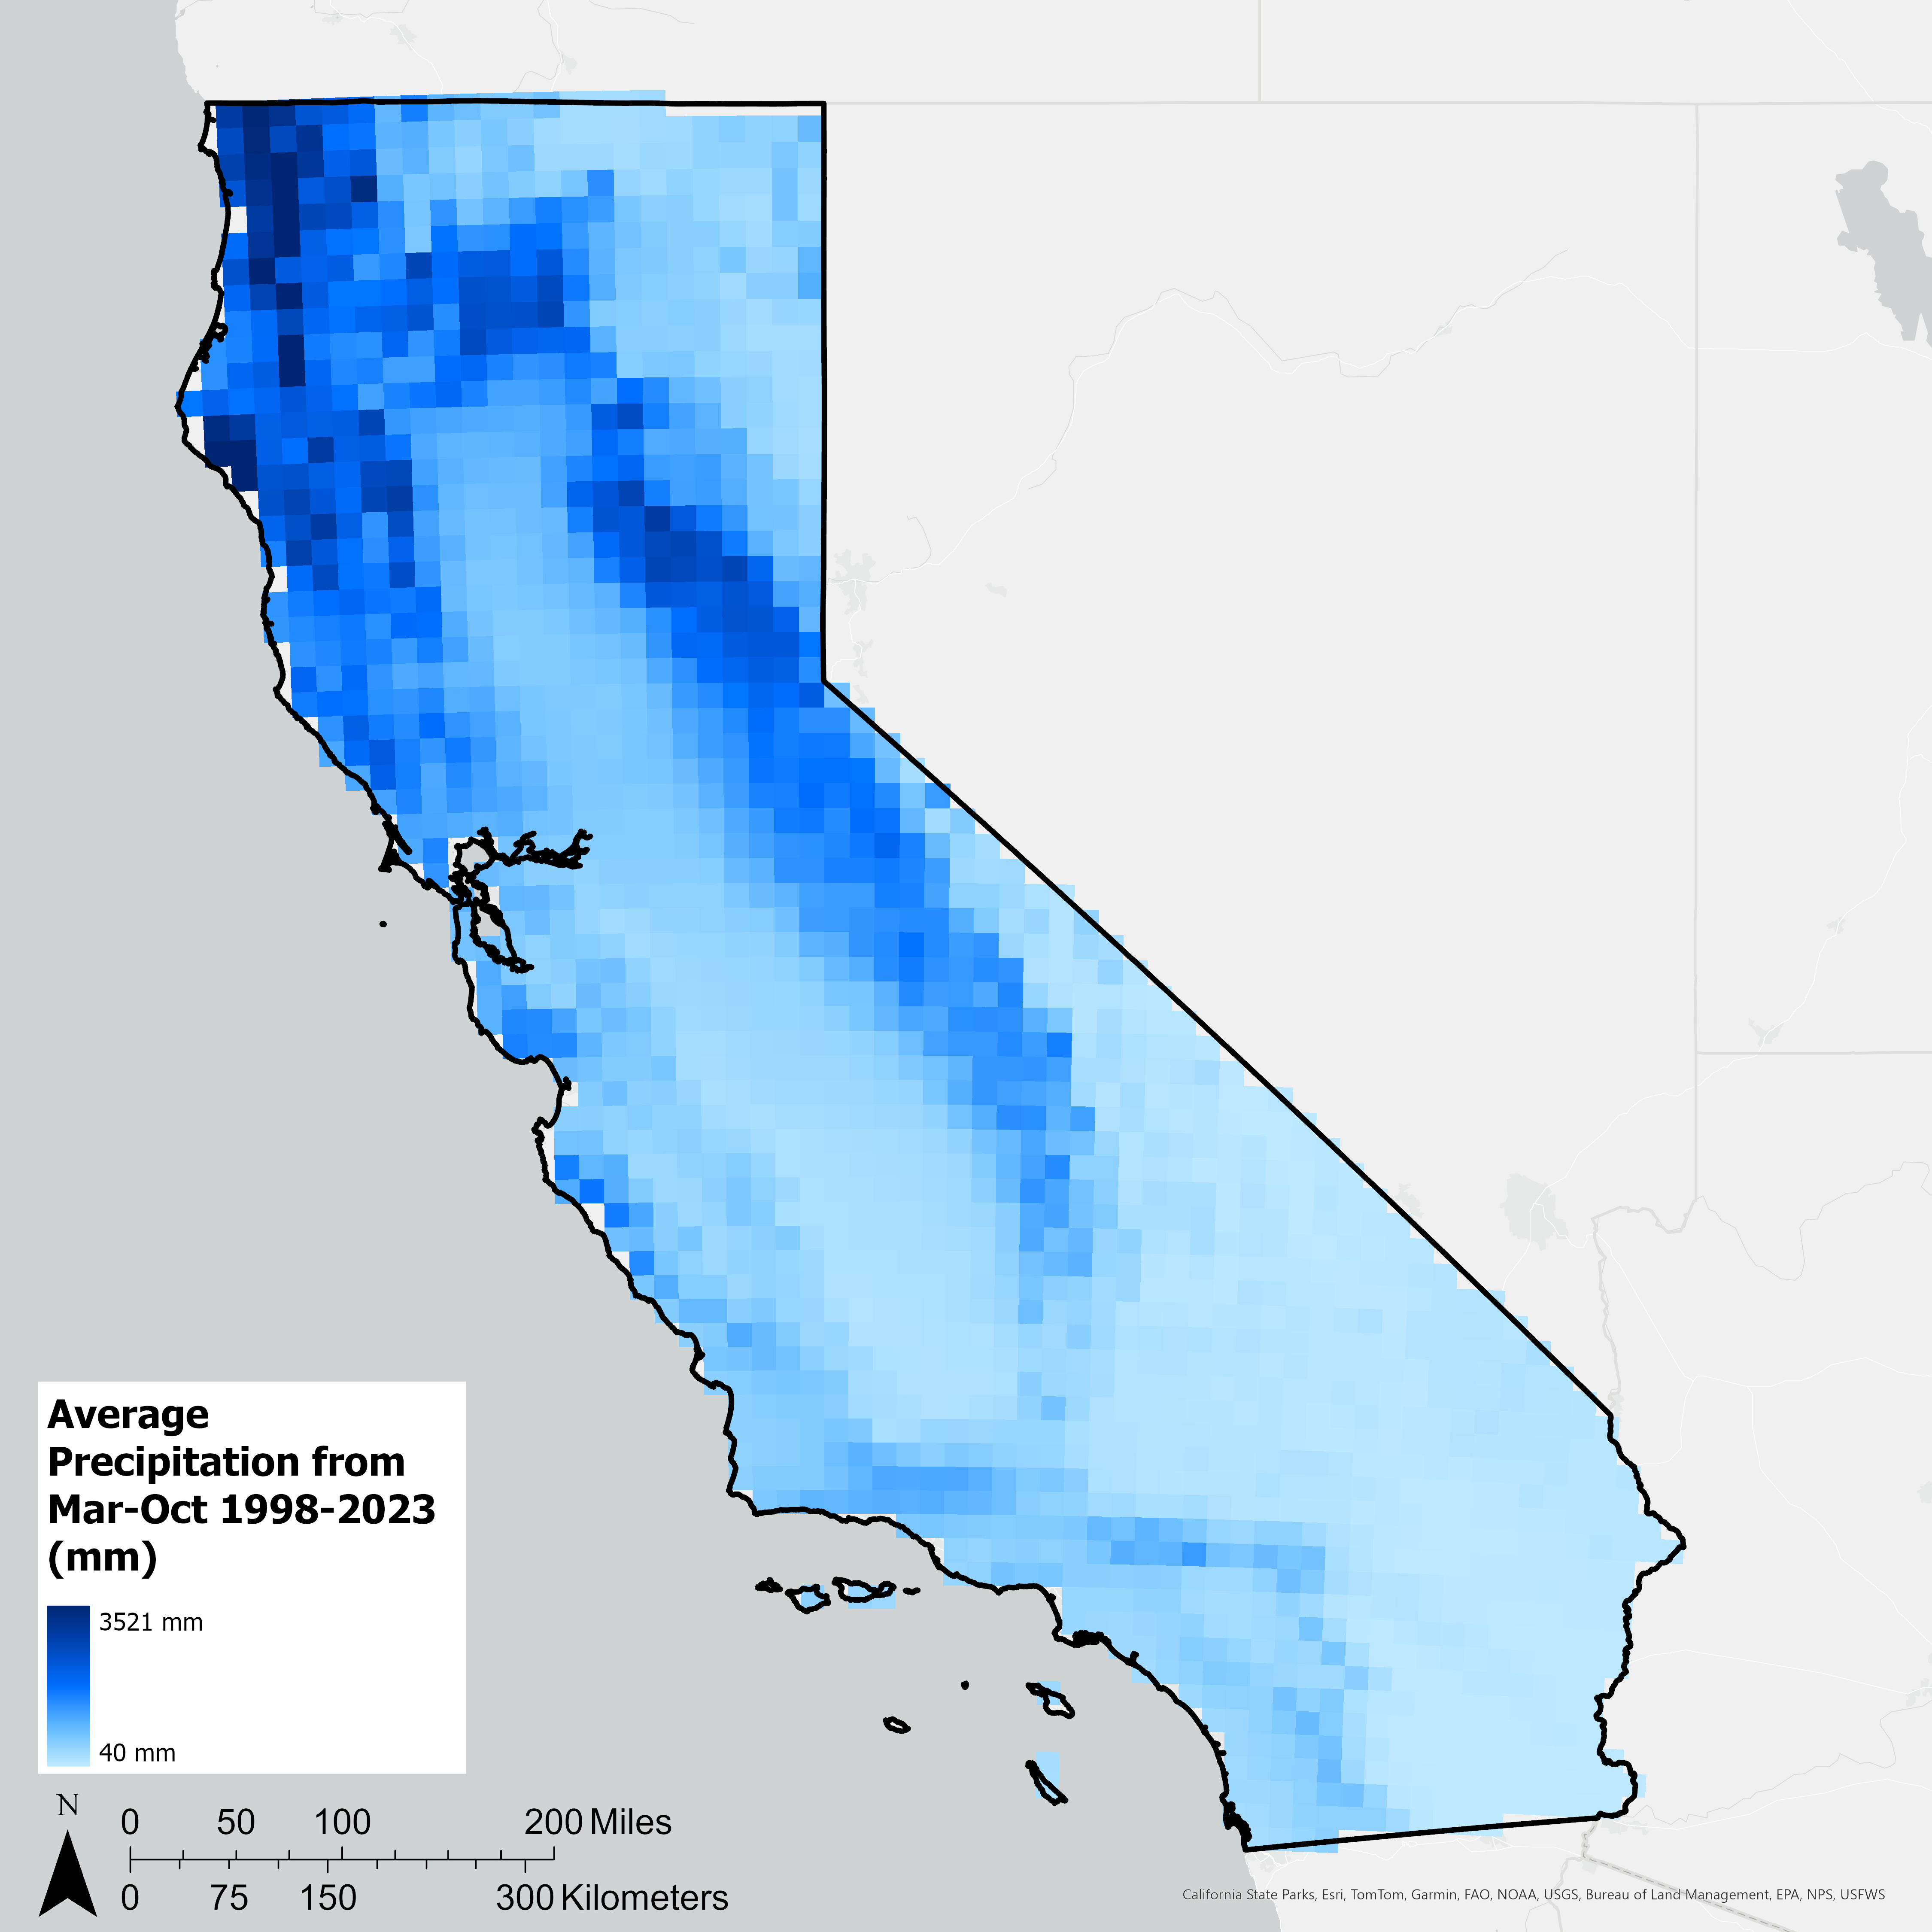 Average
Precipitation from
Mar-Oct 1998-2023
(mm)
3521 mm
40 mm
N
0 50 100 200 Miles
0 75 150 300 Kilometers
California State Parks, Esri, TomTom, Garmin, FAO, NOAA, USGS, Bureau of Land Management, EPA, NPS, USFWS